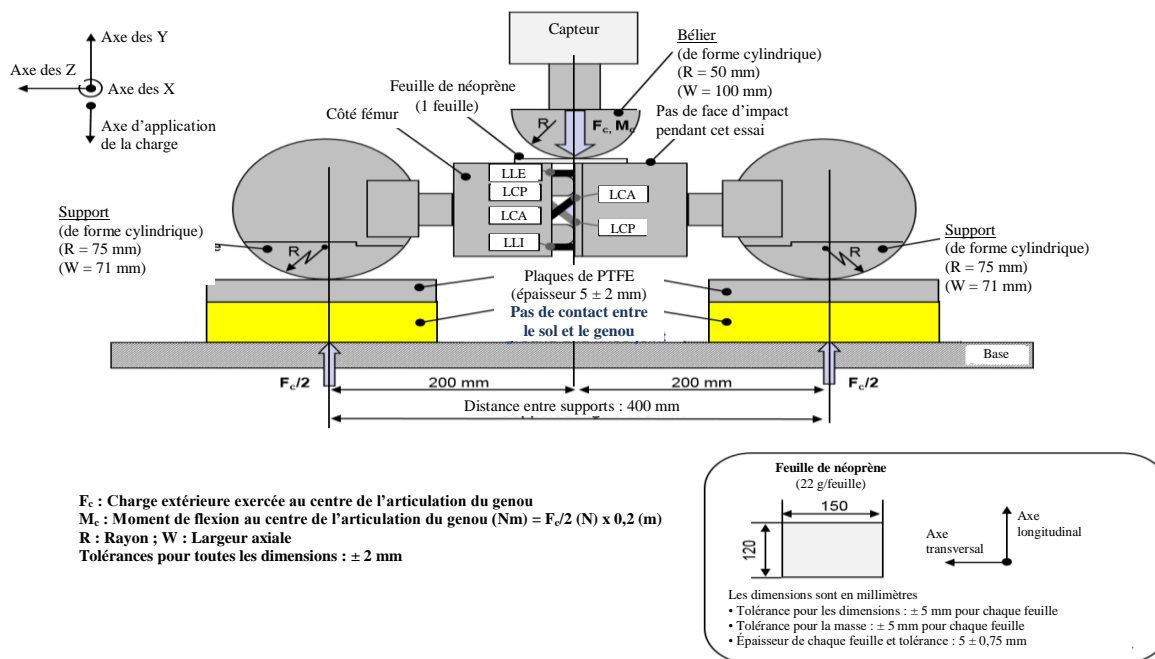 Capteur
Axe des Y
Axe des Z
Axe des X
Axe d'application
de la charge
Feuille de néoprène
(1 feuille)
Côté fémur
Bélier
(de forme cylindrique)
(R = 50 mm)
(W = 100 mm)
Pas de face d'impact
pendant cet essai
R
Fc, Mc
LLE
LCP
LCA
LLI
LCA
LCP
Support
(de forme cylindrique)
(R = 75 mm)
(W = 71 mm)
R
R
Support
(de forme cylindrique)
(R = 75 mm)
(W = 71 mm)
Plaques de PTFE
(épaisseur 5 ± 2 mm)
Pas de contact entre
le sol et le genou
Base
Fc/2
200 mm
200 mm
Fc/2
Distance entre supports : 400 mm
Fc : Charge extérieure exercée au centre de l'articulation du genou
Mc : Moment de flexion au centre de l'articulation du genou (Nm) = Fc/2 (N) x 0,2 (m)
R : Rayon ; W : Largeur axiale
Tolérances pour toutes les dimensions : ± 2 mm
Feuille de néoprène
(22 g/feuille)
150
120
Axe
transversal
Axe
longitudinal
Les dimensions sont en millimètres
• Tolérance pour les dimensions : ± 5 mm pour chaque feuille
• Tolérance pour la masse : ± 5 mm pour chaque feuille
• Épaisseur de chaque feuille et tolérance : 5 ± 0,75 mm